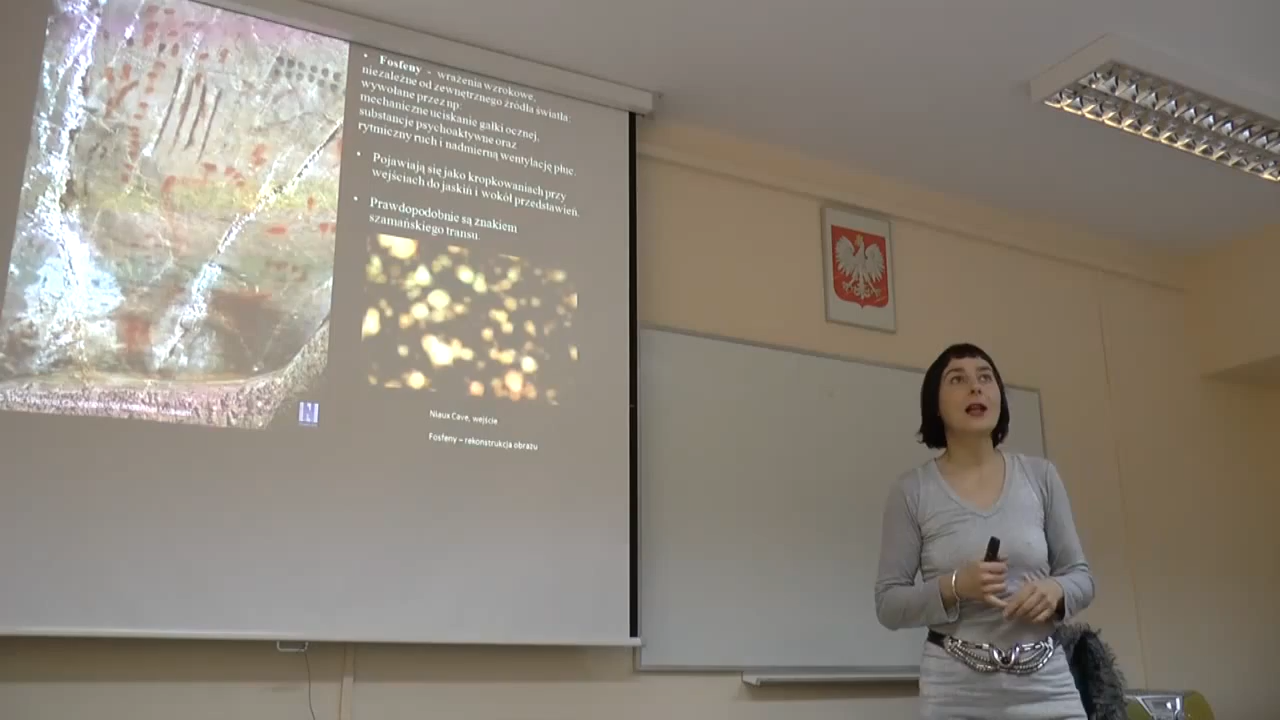 • Fosfeny - wrażenia wzrokowe,
niezależne od zewnętrznego źródła światła:
wywołane przez np:
mechaniczne uciskanie gałki ocznej,
substancje psychoaktywne oraz
rytmiczny ruch i nadmierną wentylację płuc.
• Pojawiają się jako kropkowaniach przy
wejściach do jaskiń i wokół przedstawień.
• Prawdopodobnie są znakiem
szamańskiego transu.
Niaux Cave, wejście
Fosfeny – rekonstrukcja obrazu
N